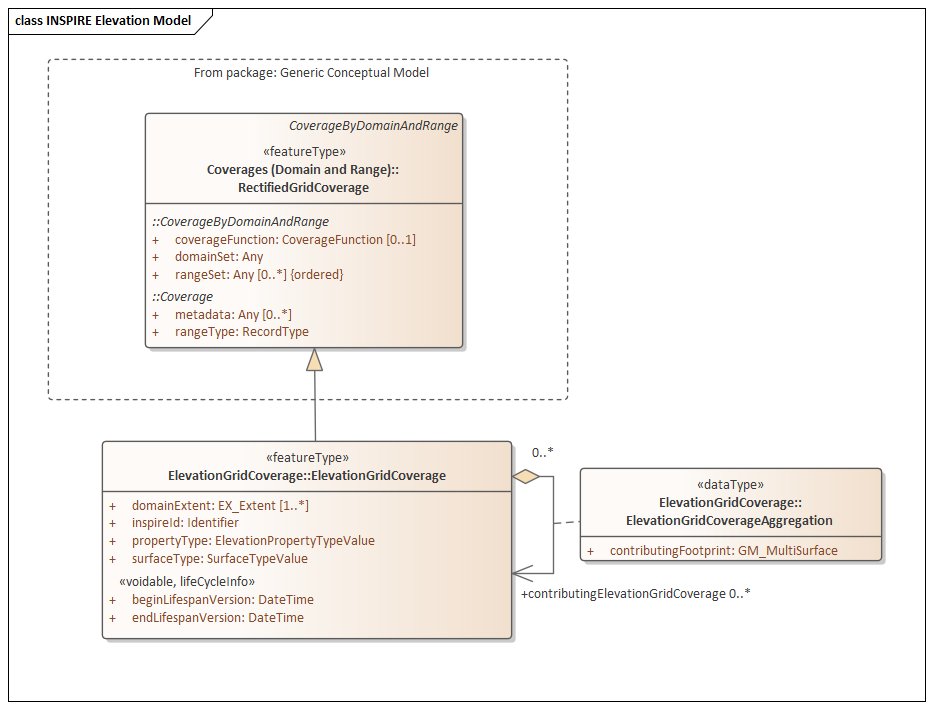 class INSPIRE Elevation Model
From package: Generic Conceptual Model
CoverageByDomainAndRange
«featureType»
Coverages (Domain and Range)::
RectifiedGridCoverage
::CoverageByDomainAndRange
+ coverageFunction: CoverageFunction [0..1]
+ domainSet: Any
+ rangeSet: Any [0..*] {ordered}
::Coverage
+ metadata: Any [0..*]
+ rangeType: RecordType
«featureType»
ElevationGridCoverage::ElevationGridCoverage
+ domainExtent: EX_Extent [1..*]
+ inspireId: Identifier
+ propertyType: ElevationPropertyTypeValue
+ surfaceType: SurfaceTypeValue
«voidable, lifeCycleInfo»
+ beginLifespanVersion: DateTime
+ endLifespanVersion: DateTime
0..*
«dataType»
ElevationGridCoverage::
ElevationGridCoverageAggregation
+ contributingFootprint: GM_MultiSurface
+contributingElevationGridCoverage 0..*